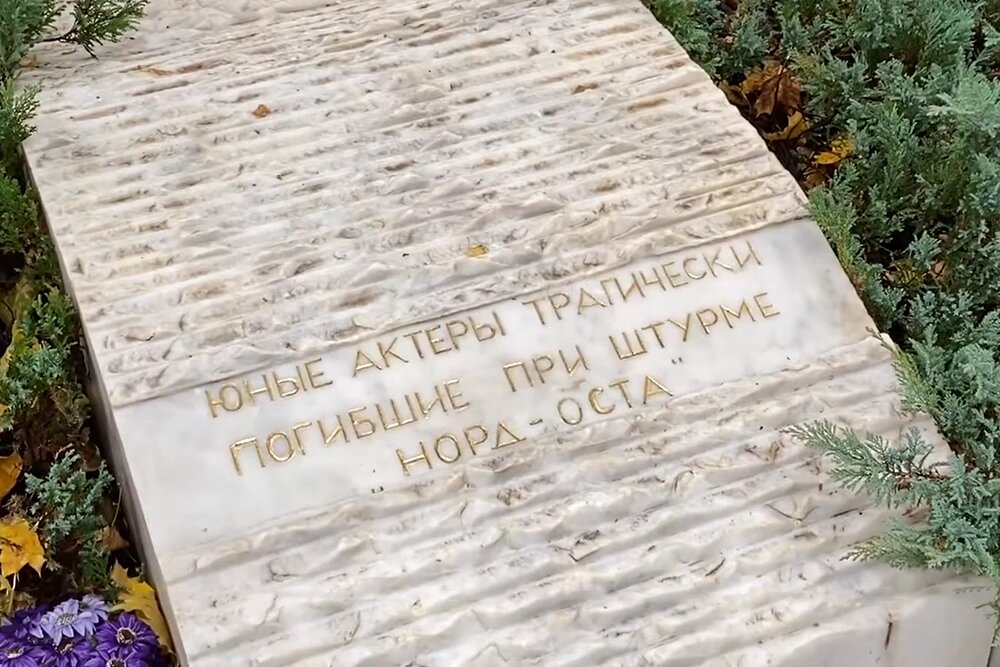 ЮНЫЕ АКТЕРЫ ТРАГИЧЕСКИ
ПОГИБШИЕ ПРИ ШТУРМЕ
"НОРД-ОСТА"